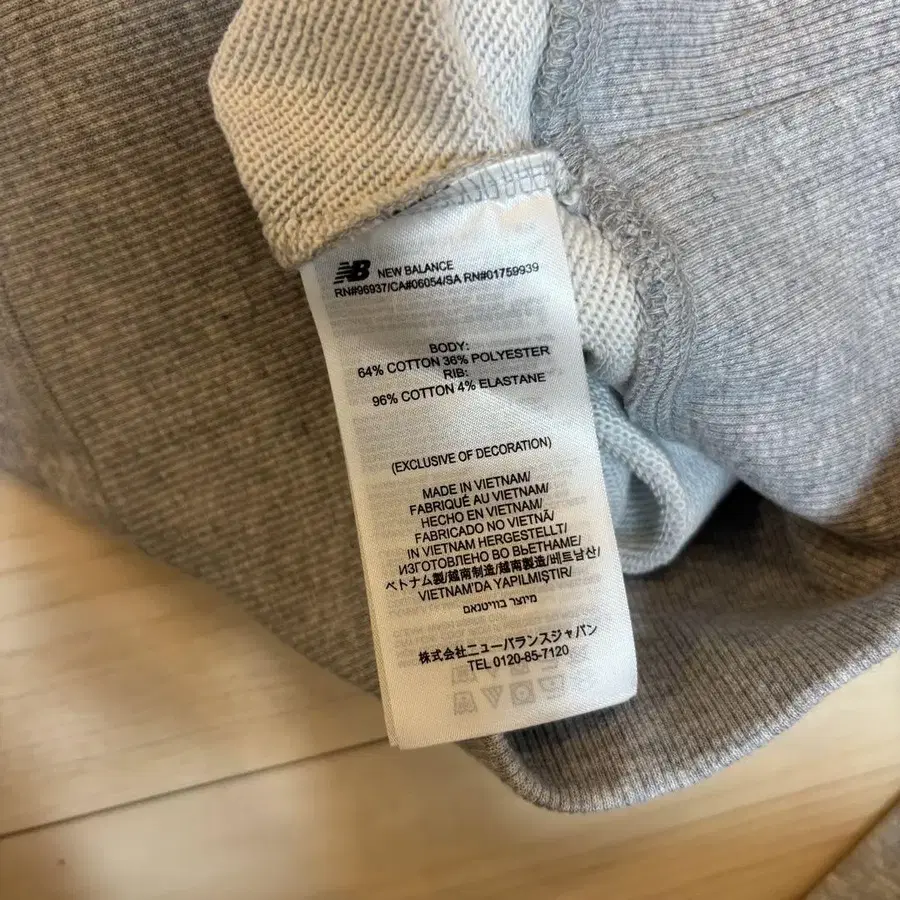 NB NEW BALANCE
RN#96937/CA#06054/SA RN#01759939
BODY:
64% COTTON 36% POLYESTER
RIB:
96% COTTON 4% ELASTANE
(EXCLUSIVE OF DECORATION)
MADE IN VIETNAM/
FABRIQUÉ AU VIETNAM/
HECHO EN VIETNAM/
FABRICADO NO VIETNÃ/
IN VIETNAM HERGESTELLT/
ИЗГОТОВЛЕНО ВО ВЬЕТНАМЕ/
ベトナム製/越南制造/越南製造/베트남산/
VIETNAM'DA YAPILMIŞTIR/
מיוצר בוויטנאם
株式会社ニューバランスジャパン
TEL 0120-85-7120